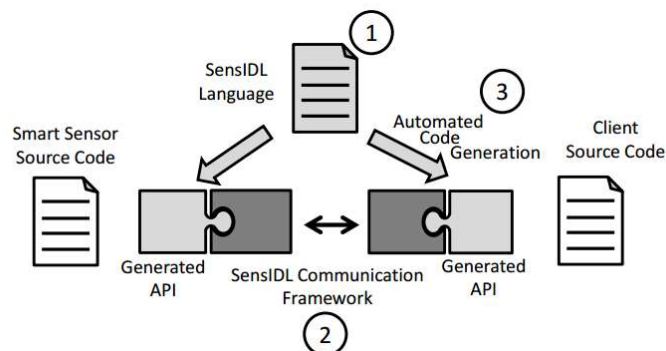 1
SensIDL
Language
3
Automated
Code
Generation
Smart Sensor
Source Code
Client
Source Code
Generated
API
SensIDL Communication
Framework
Generated
API
2